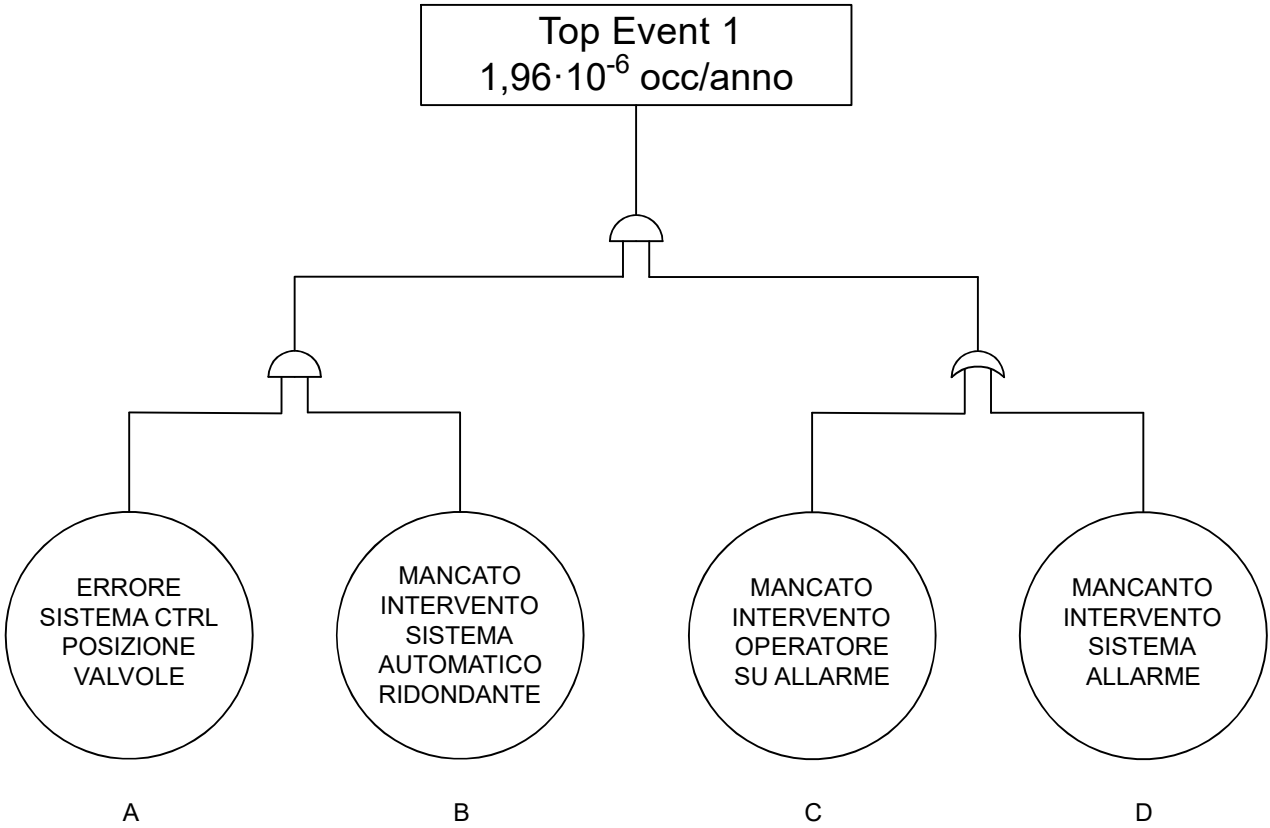 Top Event 1
1,96·10⁻⁶ occ/anno
ERRORE
SISTEMA CTRL
POSIZIONE
VALVOLE
MANCATO
INTERVENTO
SISTEMA
AUTOMATICO
RIDONDANTE
MANCATO
INTERVENTO
OPERATORE
SU ALLARME
MANCANTO
INTERVENTO
SISTEMA
ALLARME
A
B
C
D